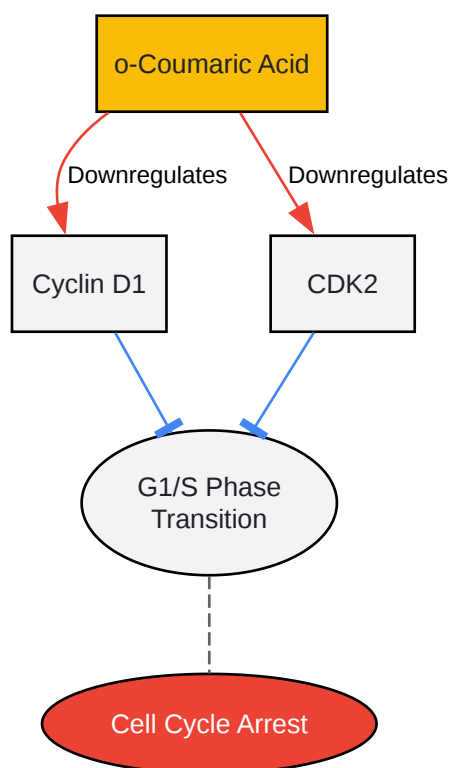 o-Coumaric Acid
Downregulates
Downregulates
Cyclin D1
CDK2
G1/S Phase
Transition
Cell Cycle Arrest